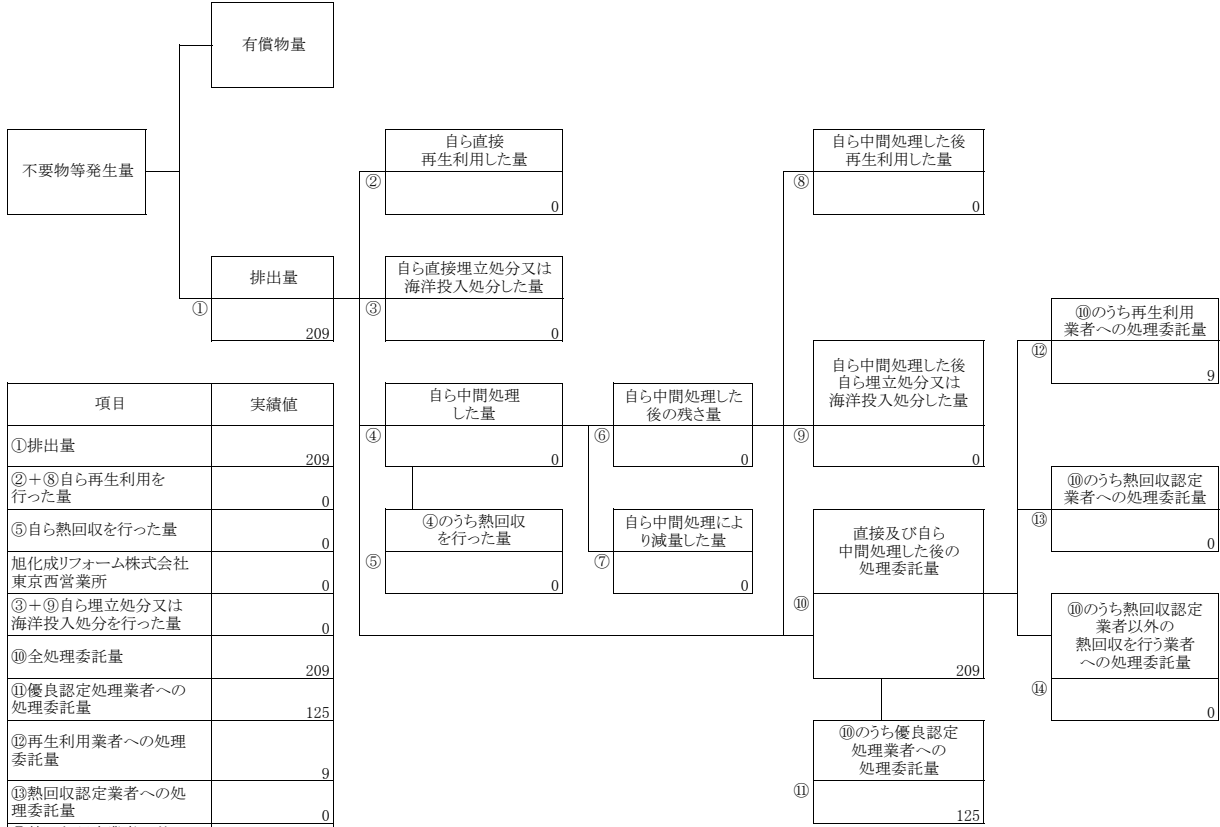 有償物量
不要物等発生量
自ら直接
再生利用した量
②
0
自ら中間処理した後
再生利用した量
⑧
0
排出量
①
209
自ら直接埋立処分又は
海洋投入処分した量
③
0
⑩のうち再生利用
業者への処理委託量
⑫
9
自ら中間処理
した量
④
0
自ら中間処理した
後の残さ量
⑥
0
自ら中間処理した後
自ら埋立処分又は
海洋投入処分した量
⑨
0
④のうち熱回収
を行った量
⑤
0
自ら中間処理によ
り減量した量
⑦
0
直接及び自ら
中間処理した後の
処理委託量
⑩
209
⑩のうち熱回収認定
業者への処理委託量
⑬
0
⑩のうち熱回収認定
業者以外の
熱回収を行う業者
への処理委託量
⑭
0
⑩のうち優良認定
処理業者への
処理委託量
⑪
125
項目 実績値
①排出量
209
②+⑧自ら再生利用を
行った量
0
⑤自ら熱回収を行った量
0
旭化成リフォーム株式会社
東京西営業所
0
③+⑨自ら埋立処分又は
海洋投入処分を行った量
0
⑩全処理委託量
209
⑪優良認定処理業者への
処理委託量
125
⑫再生利用業者への処理
委託量
9
⑬熱回収認定業者への処
理委託量
0